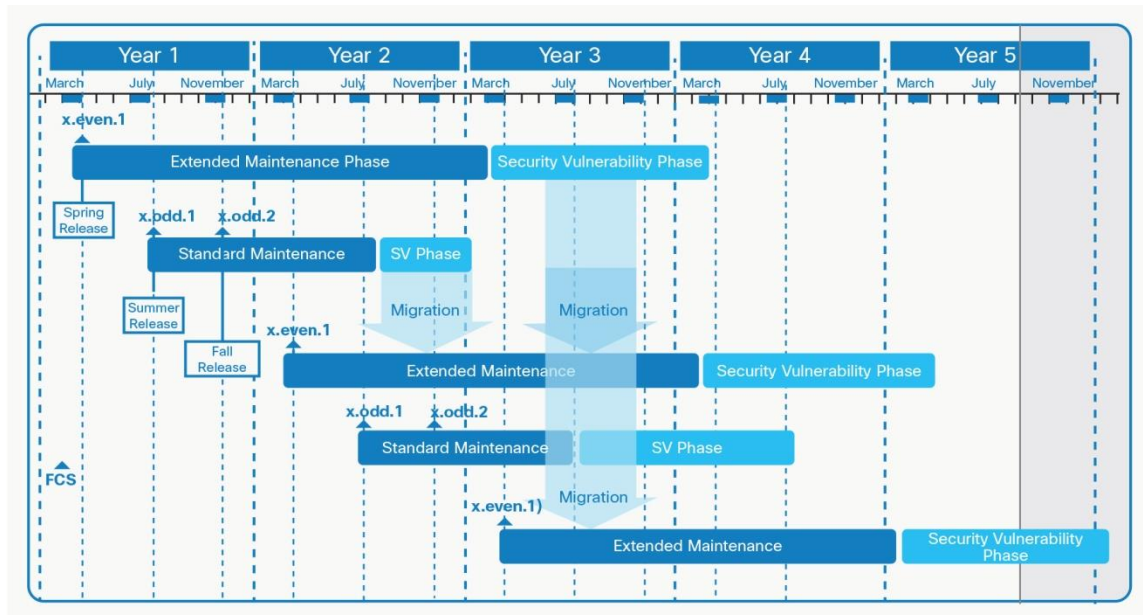 Year 1
Year 2
Year 3
Year 4
Year 5
March
July
November
March
July
November
March
July
November
March
July
November
March
July
November
x.even.1
Extended Maintenance Phase
Security Vulnerability Phase
Spring
Release
x.odd.1
x.odd.2
Standard Maintenance
SV Phase
Summer
Release
Migration
Migration
Fall
Release
x.even.1
Extended Maintenance
Security Vulnerability Phase
x.odd.1
x.odd.2
Standard Maintenance
SV Phase
FCS
Migration
x.even.1)
Extended Maintenance
Security Vulnerability
Phase